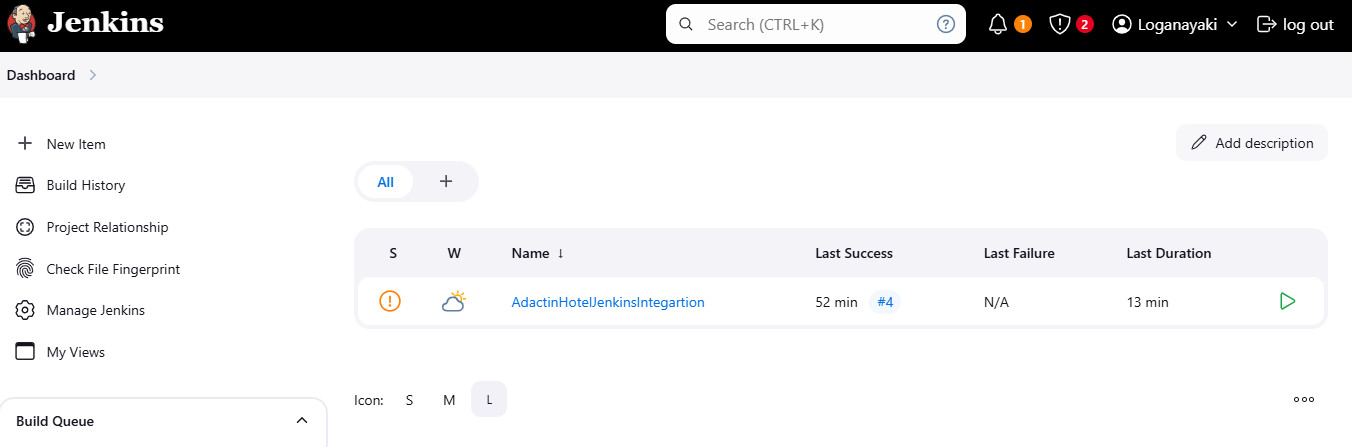 Jenkins
Search (CTRL+K)
?
1
2
Loganayaki
log out
Dashboard
New Item
Build History
Project Relationship
Check File Fingerprint
Manage Jenkins
My Views
Build Queue
Add description
All +
S W Name ↓ Last Success Last Failure Last Duration
! AdactinHotelJenkinsIntegartion 52 min #4 N/A 13 min
Icon: S M L